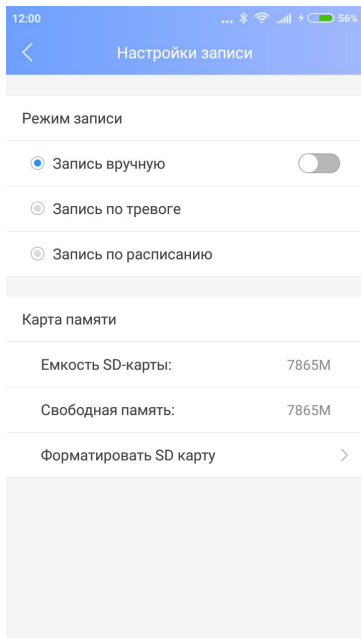 12:00 ... 56%
Настройки записи
Режим записи
Запись вручную
Запись по тревоге
Запись по расписанию
Карта памяти
Емкость SD-карты: 7865M
Свободная память: 7865M
Форматировать SD карту